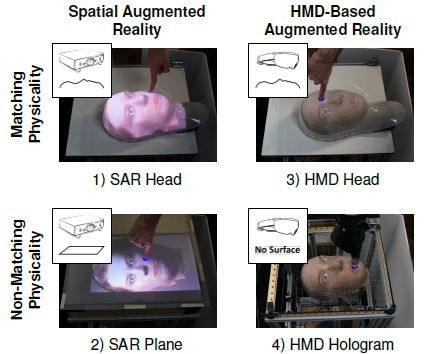 Spatial Augmented
Reality
HMD-Based
Augmented Reality
Matching
Physicality
1) SAR Head
3) HMD Head
Non-Matching
Physicality
No Surface
2) SAR Plane
4) HMD Hologram